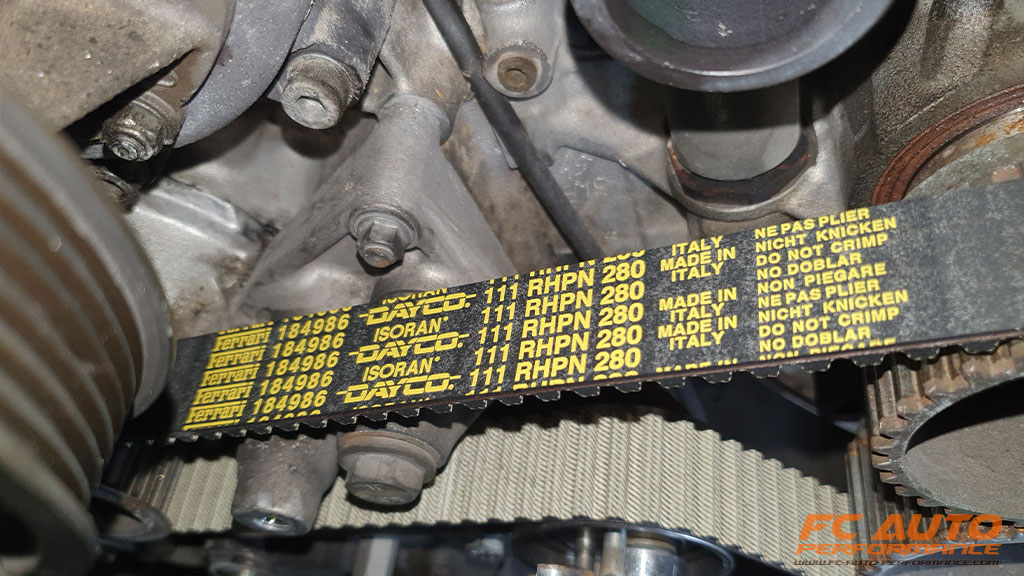 Ferrari 184986 DAYCO 111 RHPN 280 MADE IN
ITALY
ISORAN
Ferrari 184986 DAYCO 111 RHPN 280 MADE IN
ITALY
ISORAN
Ferrari 184986 DAYCO 111 RHPN 280
Ferrari 184986 111 RHPN 280
ISORAN
ITALY
MADE IN
ITALY
NE PAS PLIER
NICHT KNICKEN
DO NOT CRIMP
NO DOBLAR
NON PIEGARE
NE PAS PLIER
NICHT KNICKEN
DO NOT CRIMP
NO DOBLAR
NON PIEGARE
FC AUTO
PERFORMANCE
WWW.FC-AUTO-PERFORMANCE.COM